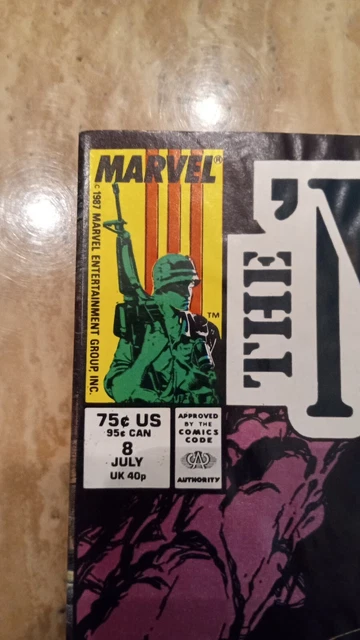 MARVEL®
© 1987 MARVEL ENTERTAINMENT GROUP, INC.
TM
THE 'N
75¢ US
95¢ CAN
8
JULY
UK 40p
APPROVED
BY THE
COMICS
CODE
AUTHORITY